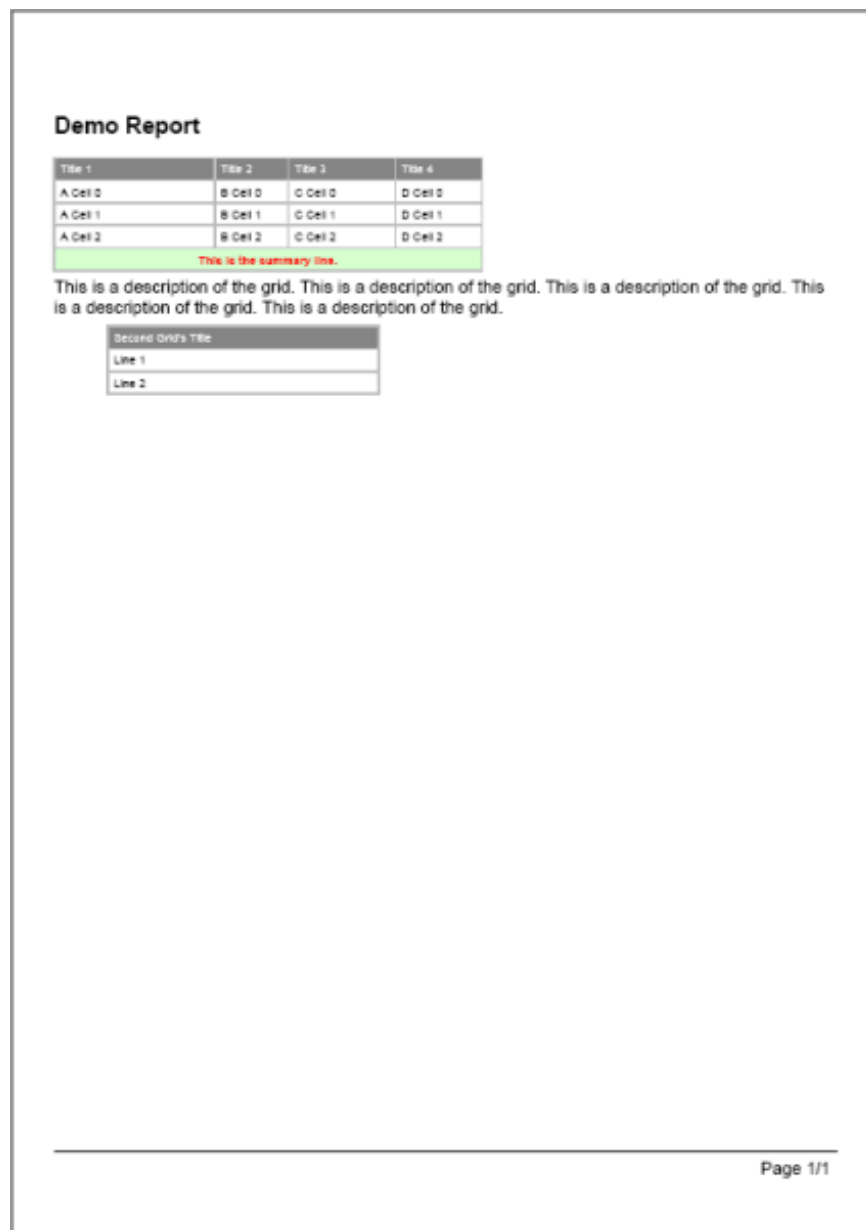 Demo Report
Title 1 Title 2 Title 3 Title 4
A Cell 0 B Cell 0 C Cell 0 D Cell 0
A Cell 1 B Cell 1 C Cell 1 D Cell 1
A Cell 2 B Cell 2 C Cell 2 D Cell 2
This is the summary line.
This is a description of the grid. This is a description of the grid. This is a description of the grid. This
is a description of the grid. This is a description of the grid.
Second Grid's Title
Line 1
Line 2
Page 1/1